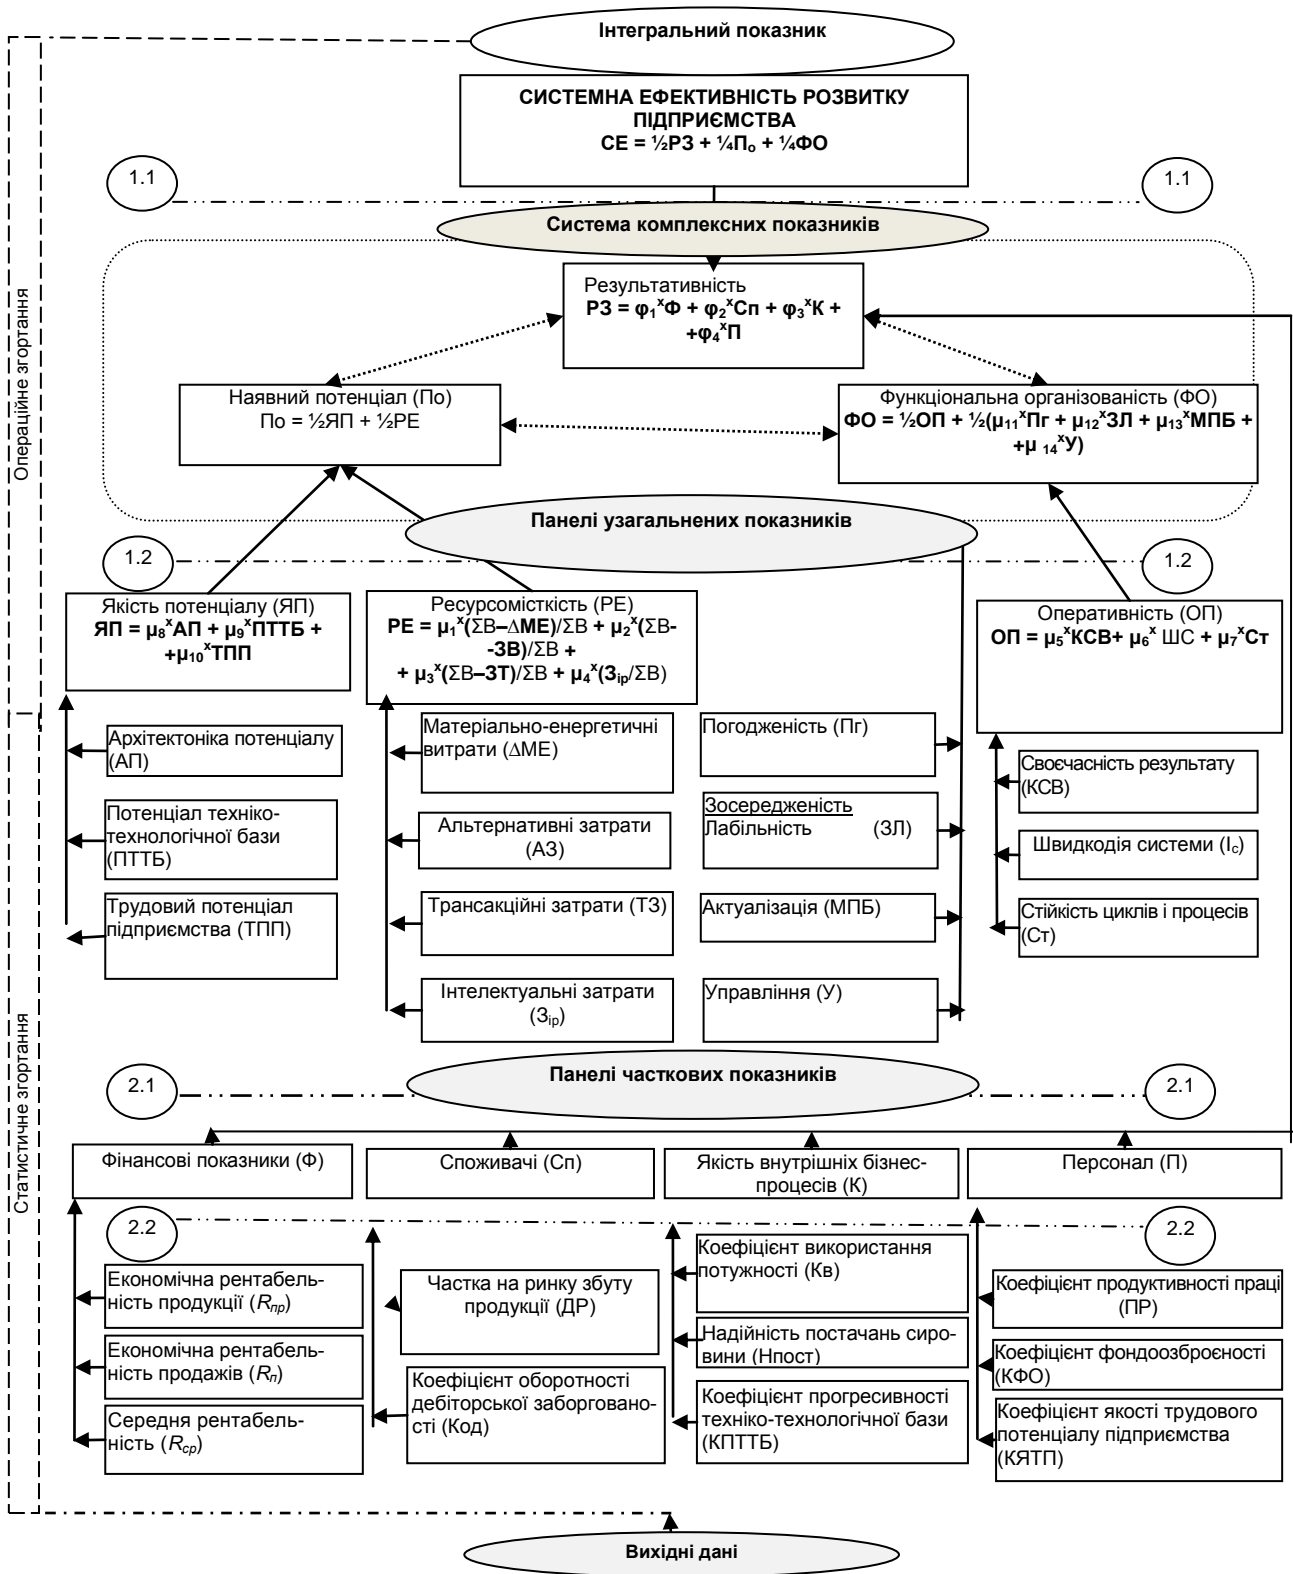 Інтегральний показник
СИСТЕМНА ЕФЕКТИВНІСТЬ РОЗВИТКУ
ПІДПРИЄМСТВА
СЕ = ½РЗ + ¼Пₒ + ¼ФО
1.1
1.1
Система комплексних показників
Результативність
РЗ = φ₁ˣФ + φ₂ˣСп + φ₃ˣК +
+φ₄ˣП
Операційне згортання
Наявний потенціал (По)
По = ½ЯП + ½РЕ
Функціональна організованість (ФО)
ФО = ½ОП + ½(μ₁₁ˣПг + μ₁₂ˣЗЛ + μ₁₃ˣМПБ +
+μ ₁₄ˣУ)
Панелі узагальнених показників
1.2
1.2
Якість потенціалу (ЯП)
ЯП = μ₈ˣАП + μ₉ˣПТТБ +
+μ₁₀ˣТПП
Ресурсомісткість (РЕ)
РЕ = μ₁ˣ(ΣВ–∆МЕ)/ΣВ + μ₂ˣ(ΣВ-
-ЗВ)/ΣВ +
+ μ₃ˣ(ΣВ–ЗТ)/ΣВ + μ₄ˣ(Зᵢₚ/ΣВ)
Оперативність (ОП)
ОП = μ₅ˣКСВ+ μ₆ˣ ШС + μ₇ˣСт
Архітектоніка потенціалу
(АП)
Потенціал техніко-
технологічної бази
(ПТТБ)
Трудовий потенціал
підприємства (ТПП)
Матеріально-енергетичні
витрати (∆МЕ)
Альтернативні затрати
(АЗ)
Трансакційні затрати (ТЗ)
Інтелектуальні затрати
(Зᵢₚ)
Погодженість (Пг)
Зосередженість
Лабільність (ЗЛ)
Актуалізація (МПБ)
Управління (У)
Своєчасність результату
(КСВ)
Швидкодія системи (Іс)
Стійкість циклів і процесів
(Ст)
Статистичне згортання
Панелі часткових показників
2.1
2.1
Фінансові показники (Ф)
Споживачі (Сп)
Якість внутрішніх бізнес-
процесів (К)
Персонал (П)
2.2
2.2
Економічна рентабель-
ність продукції (Rпр)
Економічна рентабель-
ність продажів (Rп)
Середня рентабель-
ність (Rср)
Частка на ринку збуту
продукції (ДР)
Коефіцієнт оборотності
дебіторської заборговано-
сті (Код)
Коефіцієнт використання
потужності (Кв)
Надійність постачань сиро-
вини (Нпост)
Коефіцієнт прогресивності
техніко-технологічної бази
(КПТТБ)
Коефіцієнт продуктивності праці
(ПР)
Коефіцієнт фондоозброєності
(КФО)
Коефіцієнт якості трудового
потенціалу підприємства
(КЯТП)
Вихідні дані